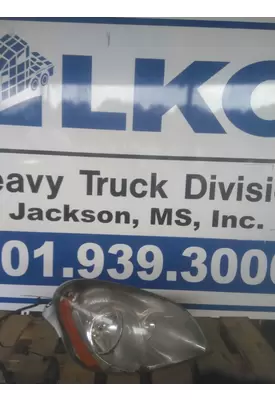 LKQ
eavy Truck Divisi
Jackson, MS, Inc.
01.939.3000